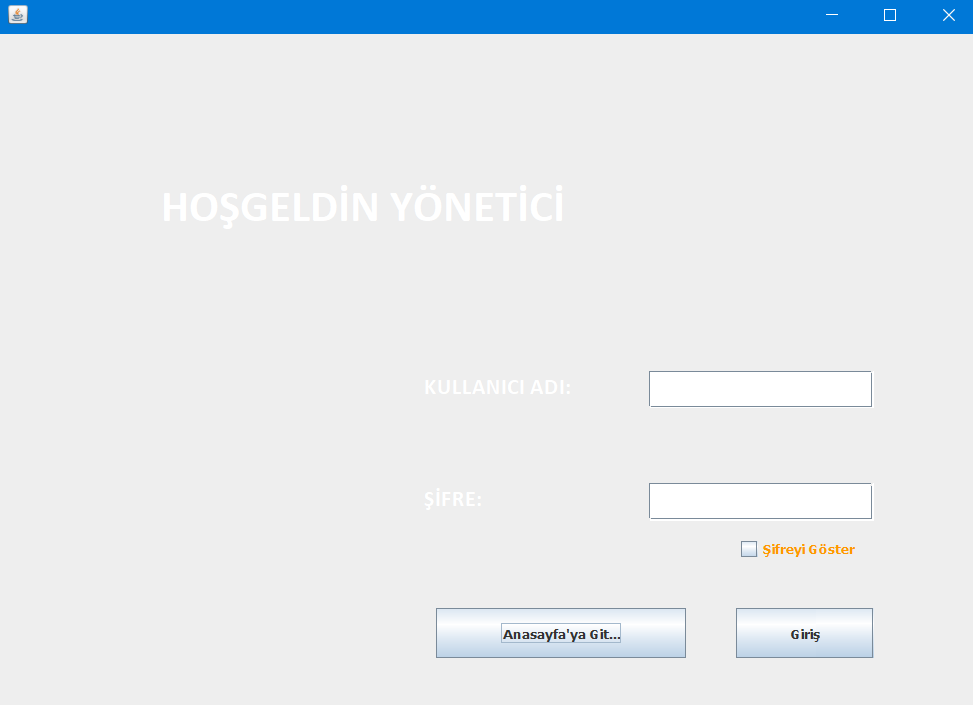 HOŞGELDİN YÖNETİCİ
KULLANICI ADI:
ŞİFRE:
Şifreyi Göster
Anasayfa'ya Git...
Giriş